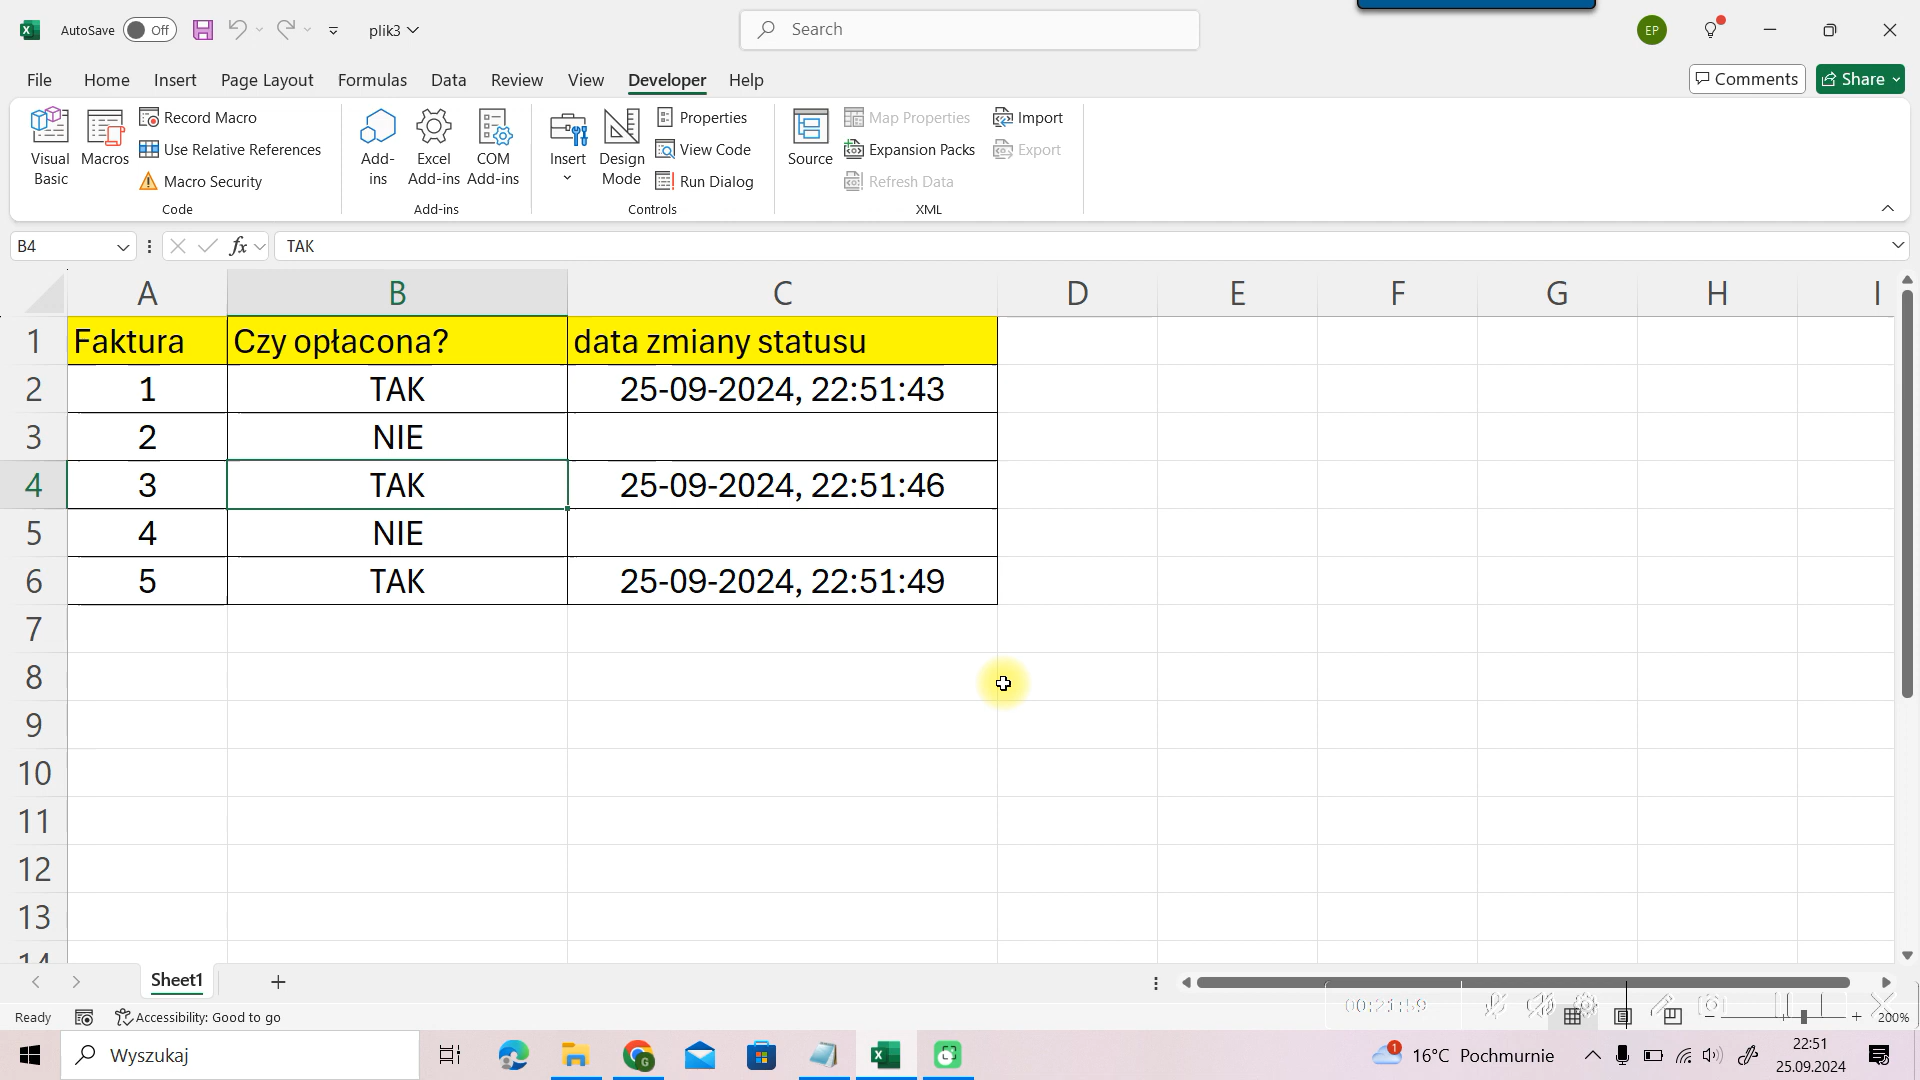 AutoSave Off plik3 Search EP
File Home Insert Page Layout Formulas Data Review View Developer Help Comments Share
Visual Basic
Macros
Record Macro
Use Relative References
Macro Security
Code
Add-ins
Excel Add-ins
COM Add-ins
Add-ins
Insert
Design Mode
Properties
View Code
Run Dialog
Controls
Source
Map Properties
Expansion Packs
Refresh Data
Import
Export
XML
B4 fx TAK
A B C D E F G H I
1 Faktura Czy opłacona? data zmiany statusu
2 1 TAK 25-09-2024, 22:51:43
3 2 NIE
4 3 TAK 25-09-2024, 22:51:46
5 4 NIE
6 5 TAK 25-09-2024, 22:51:49
7
8
9
10
11
12
13
14
Sheet1
Ready Accessibility: Good to go 00:21:59 200%
Wyszukaj 1 16°C Pochmurnie 22:51
25.09.2024